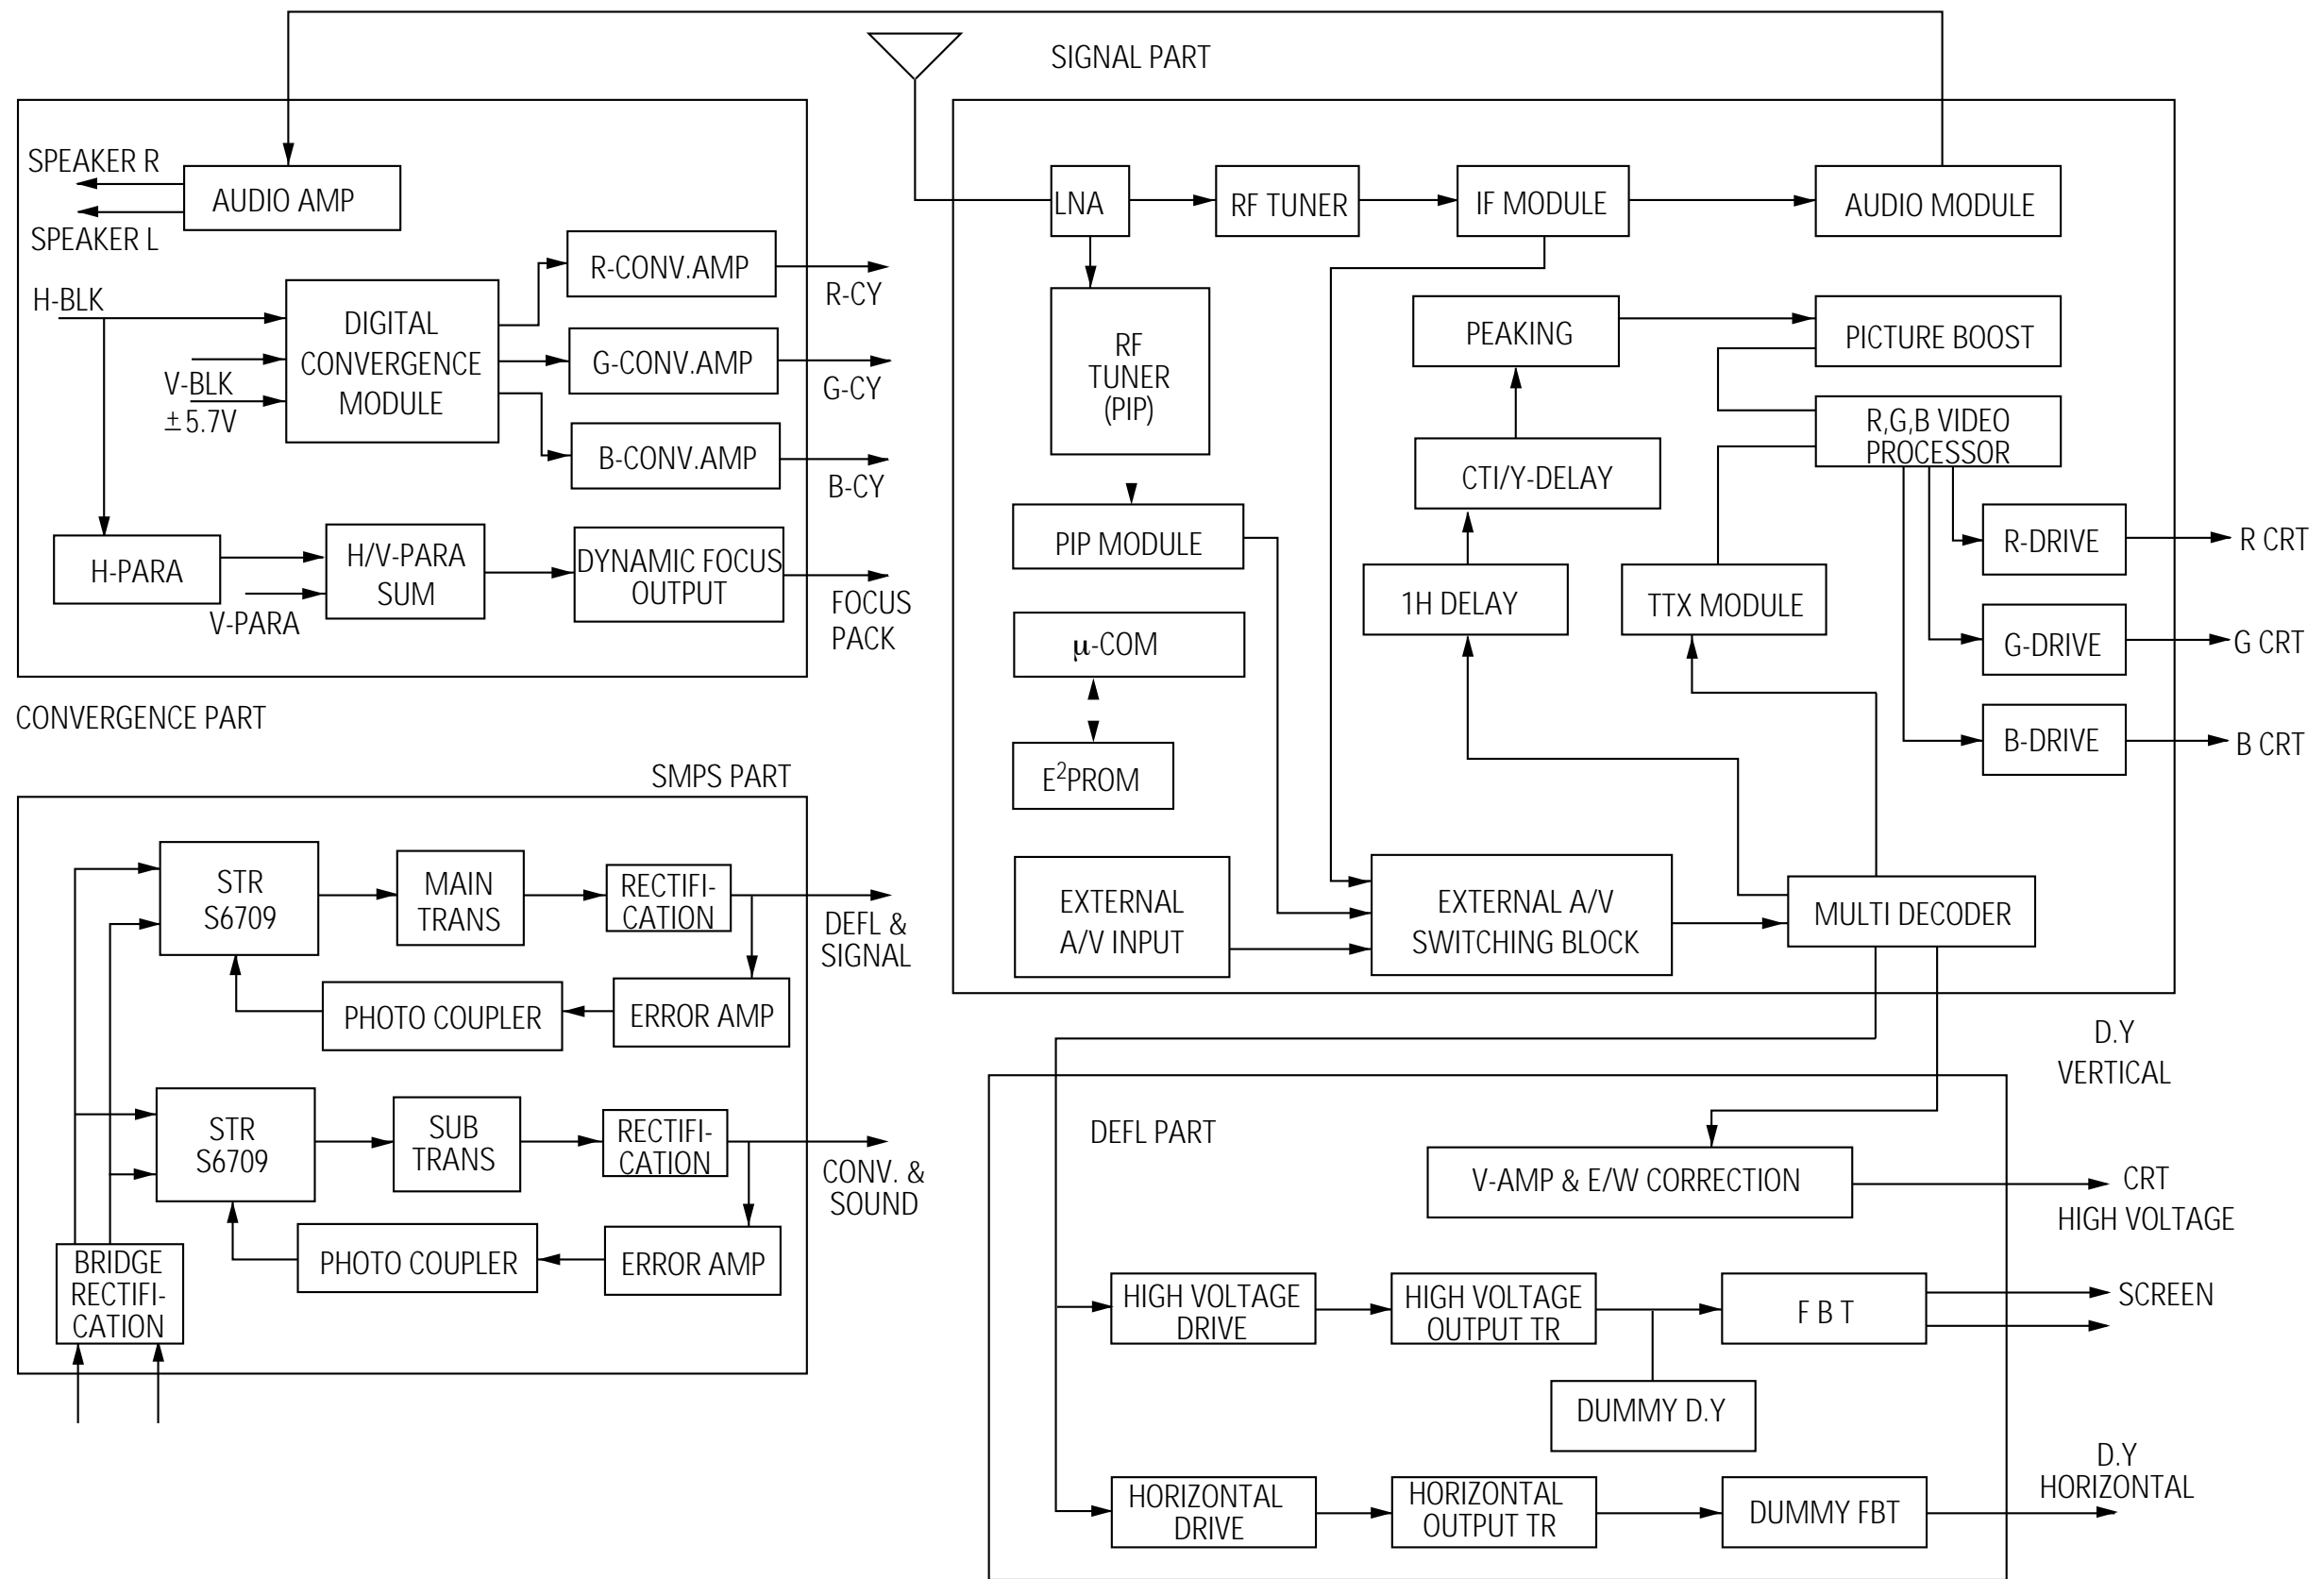 SIGNAL PART
SPEAKER R
AUDIO AMP
SPEAKER L
H-BLK
DIGITAL
CONVERGENCE
MODULE
V-BLK
±5.7V
R-CONV.AMP
R-CY
G-CONV.AMP
G-CY
B-CONV.AMP
B-CY
H-PARA
V-PARA
H/V-PARA
SUM
DYNAMIC FOCUS
OUTPUT
FOCUS
PACK
CONVERGENCE PART
LNA
RF TUNER
IF MODULE
AUDIO MODULE
RF
TUNER
(PIP)
PEAKING
PICTURE BOOST
R,G,B VIDEO
PROCESSOR
CTI/Y-DELAY
PIP MODULE
1H DELAY
TTX MODULE
R-DRIVE
R CRT
G-DRIVE
G CRT
B-DRIVE
B CRT
μ-COM
E²PROM
EXTERNAL
A/V INPUT
EXTERNAL A/V
SWITCHING BLOCK
MULTI DECODER
SMPS PART
STR
S6709
MAIN
TRANS
RECTIFI-
CATION
DEFL &
SIGNAL
PHOTO COUPLER
ERROR AMP
STR
S6709
SUB
TRANS
RECTIFI-
CATION
CONV. &
SOUND
PHOTO COUPLER
ERROR AMP
BRIDGE
RECTIFI-
CATION
D.Y
VERTICAL
DEFL PART
V-AMP & E/W CORRECTION
CRT
HIGH VOLTAGE
HIGH VOLTAGE
DRIVE
HIGH VOLTAGE
OUTPUT TR
F B T
SCREEN
DUMMY D.Y
HORIZONTAL
DRIVE
HORIZONTAL
OUTPUT TR
DUMMY FBT
D.Y
HORIZONTAL